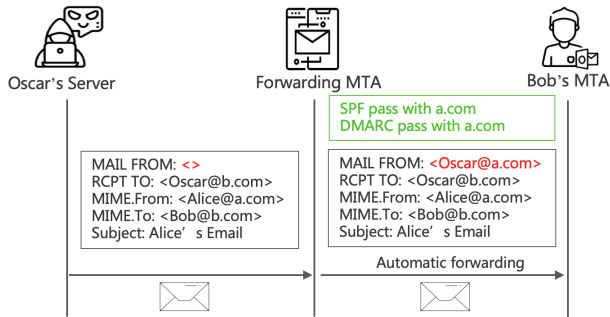 Oscar's Server
Forwarding MTA
Bob's MTA
SPF pass with a.com
DMARC pass with a.com
MAIL FROM: <>
RCPT TO: <Oscar@b.com>
MIME.From: <Alice@a.com>
MIME.To: <Bob@b.com>
Subject: Alice’s Email
MAIL FROM: <Oscar@a.com>
RCPT TO: <Oscar@b.com>
MIME.From: <Alice@a.com>
MIME.To: <Bob@b.com>
Subject: Alice’s Email
Automatic forwarding